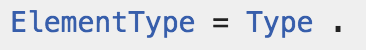 ElementType = Type .